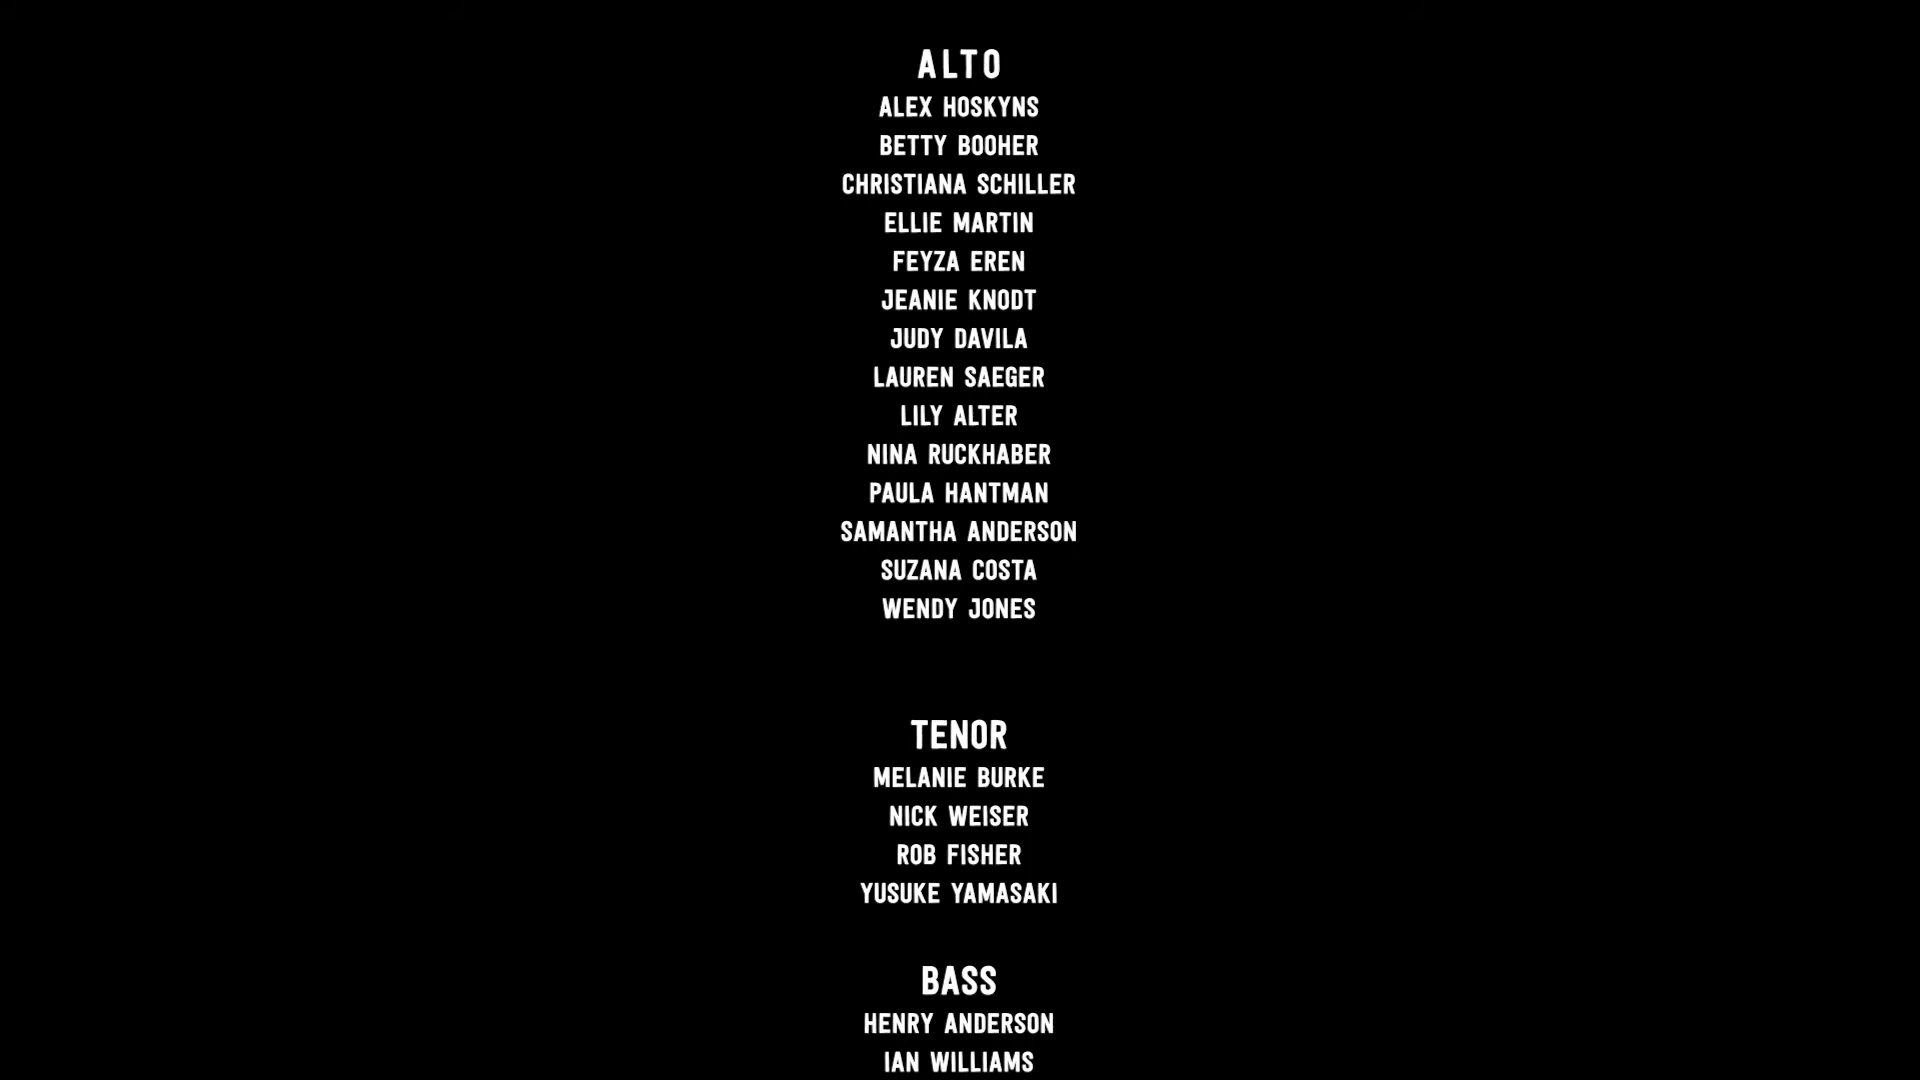 ALTO
ALEX HOSKYNS
BETTY BOOHER
CHRISTIANA SCHILLER
ELLIE MARTIN
FEYZA EREN
JEANIE KNODT
JUDY DAVILA
LAUREN SAEGER
LILY ALTER
NINA RUCKHABER
PAULA HANTMAN
SAMANTHA ANDERSON
SUZANA COSTA
WENDY JONES
TENOR
MELANIE BURKE
NICK WEISER
ROB FISHER
YUSUKE YAMASAKI
BASS
HENRY ANDERSON
IAN WILLIAMS